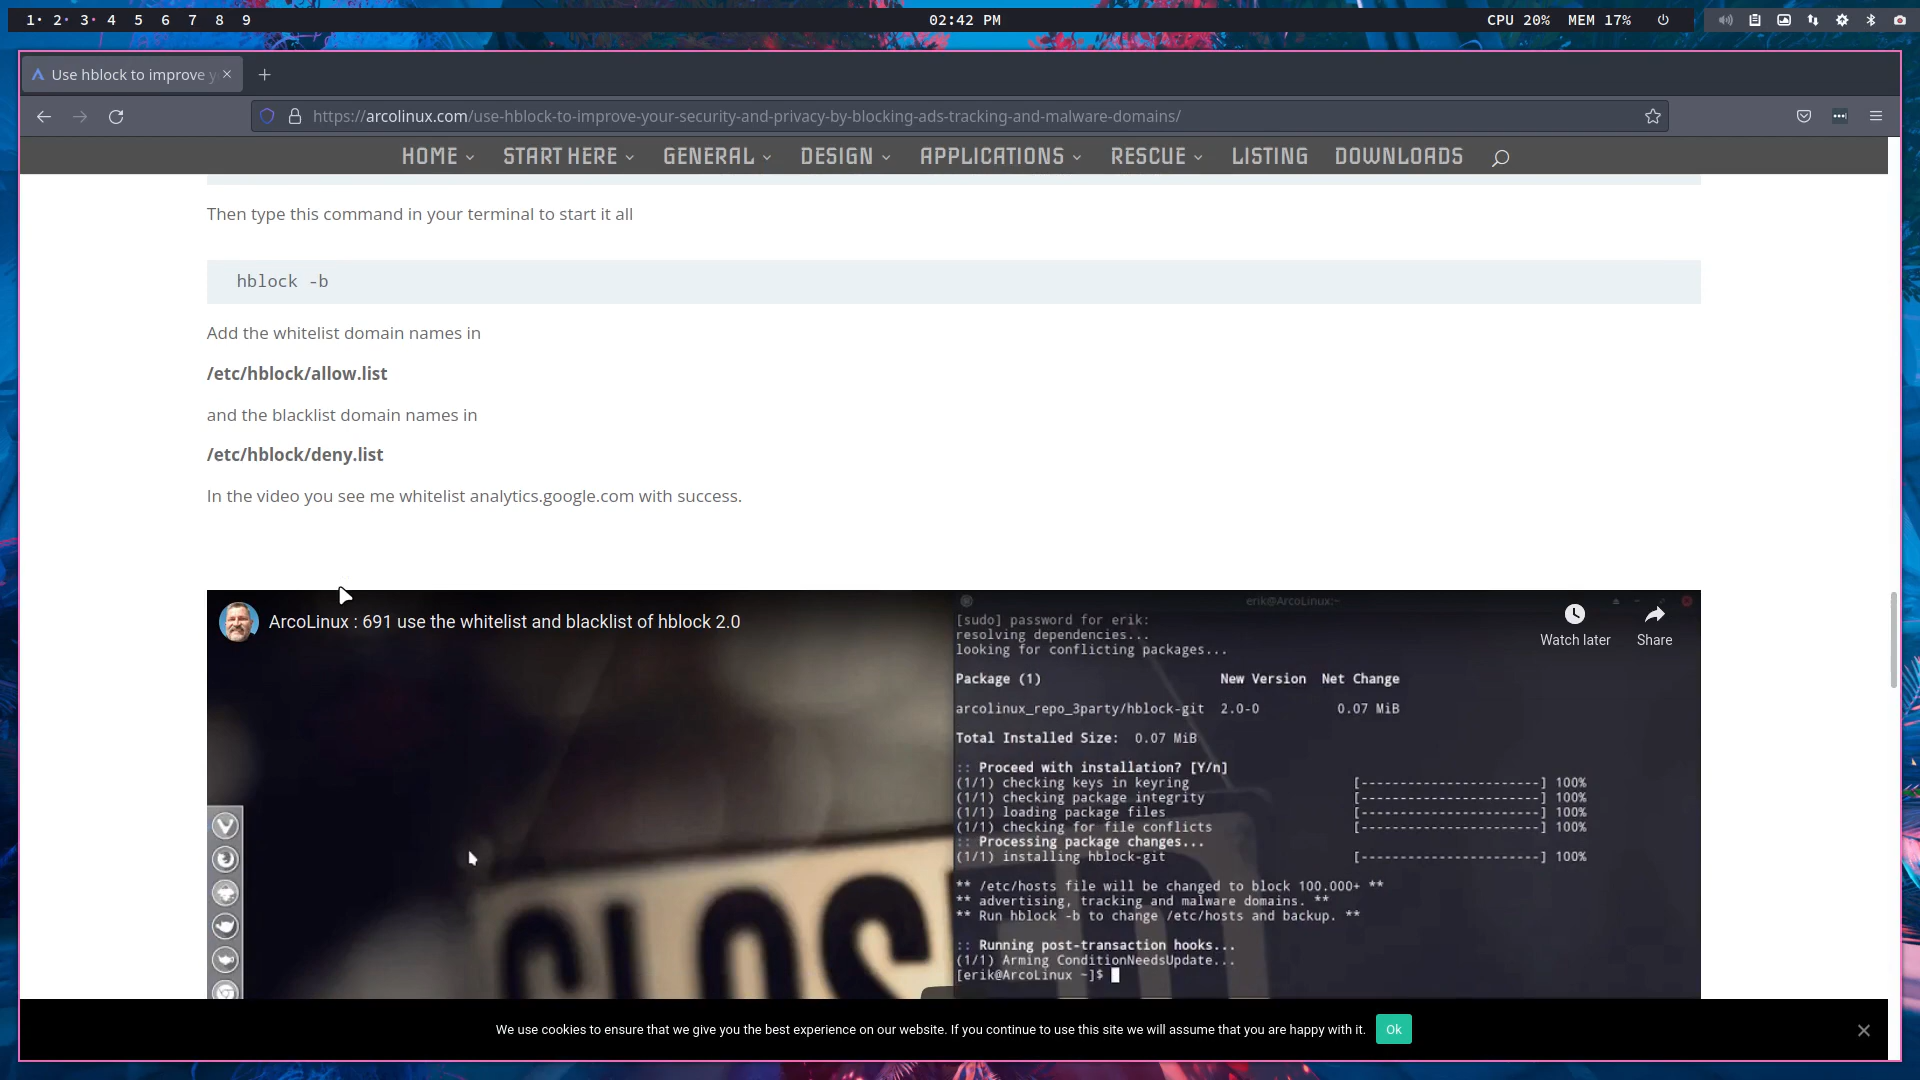 1 2 3 4 5 6 7 8 9
02:42 PM
CPU 20% MEM 17%
Use hblock to improve y
https://arcolinux.com/use-hblock-to-improve-your-security-and-privacy-by-blocking-ads-tracking-and-malware-domains/
HOME START HERE GENERAL DESIGN APPLICATIONS RESCUE LISTING DOWNLOADS
Then type this command in your terminal to start it all
hblock -b
Add the whitelist domain names in
/etc/hblock/allow.list
and the blacklist domain names in
/etc/hblock/deny.list
In the video you see me whitelist analytics.google.com with success.
ArcoLinux : 691 use the whitelist and blacklist of hblock 2.0
Watch later
Share
erik@ArcoLinux:~
[sudo] password for erik:
resolving dependencies...
looking for conflicting packages...
Package (1) New Version Net Change
arcolinux_repo_3party/hblock-git 2.0-0 0.07 MiB
Total Installed Size: 0.07 MiB
:: Proceed with installation? [Y/n]
(1/1) checking keys in keyring [----------------------] 100%
(1/1) checking package integrity [----------------------] 100%
(1/1) loading package files [----------------------] 100%
(1/1) checking for file conflicts [----------------------] 100%
:: Processing package changes...
(1/1) installing hblock-git [----------------------] 100%
** /etc/hosts file will be changed to block 100.000+ **
** advertising, tracking and malware domains. **
** Run hblock -b to change /etc/hosts and backup. **
:: Running post-transaction hooks...
(1/1) Arming ConditionNeedsUpdate...
[erik@ArcoLinux ~]$
CLOS
We use cookies to ensure that we give you the best experience on our website. If you continue to use this site we will assume that you are happy with it.
Ok